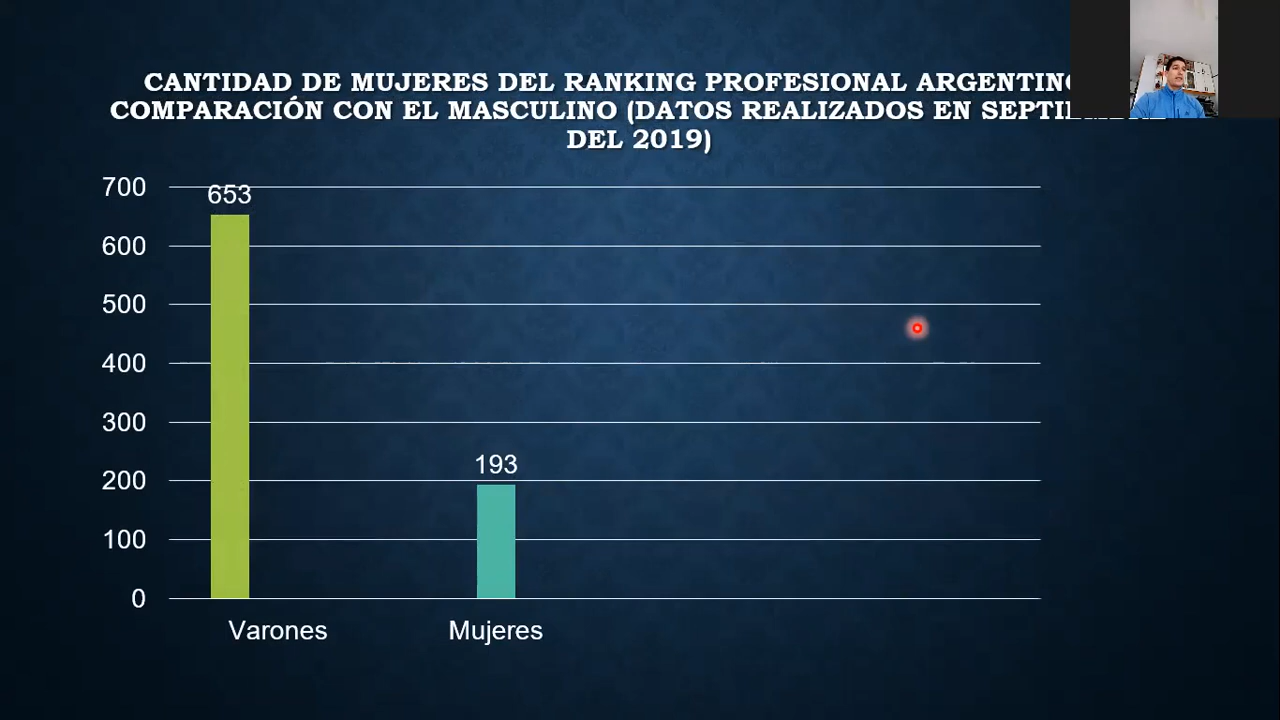 CANTIDAD DE MUJERES DEL RANKING PROFESIONAL ARGENTINO
COMPARACIÓN CON EL MASCULINO (DATOS REALIZADOS EN
DEL 2019)
700
653
600
500
400
300
193
200
100
0
Varones
Mujeres